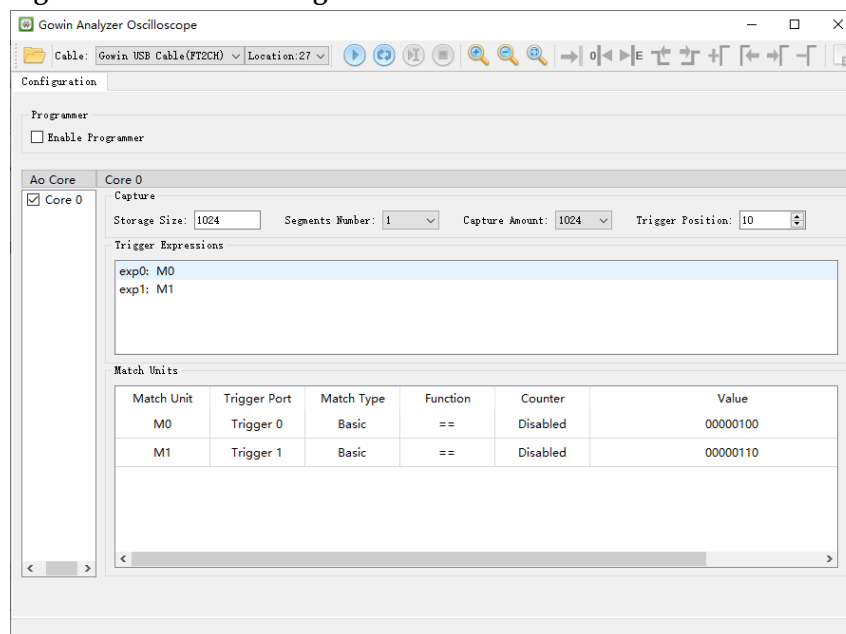 Gowin Analyzer Oscilloscope
Cable: Gowin USB Cable(FT2CH) Location:27
Configuration
Programmer
Enable Programmer
Ao Core Core 0
Core 0
Capture
Storage Size: 1024 Segments Number: 1 Capture Amount: 1024 Trigger Position: 10
Trigger Expressions
exp0: M0
exp1: M1
Match Units
Match Unit Trigger Port Match Type Function Counter Value
M0 Trigger 0 Basic == Disabled 00000100
M1 Trigger 1 Basic == Disabled 00000110